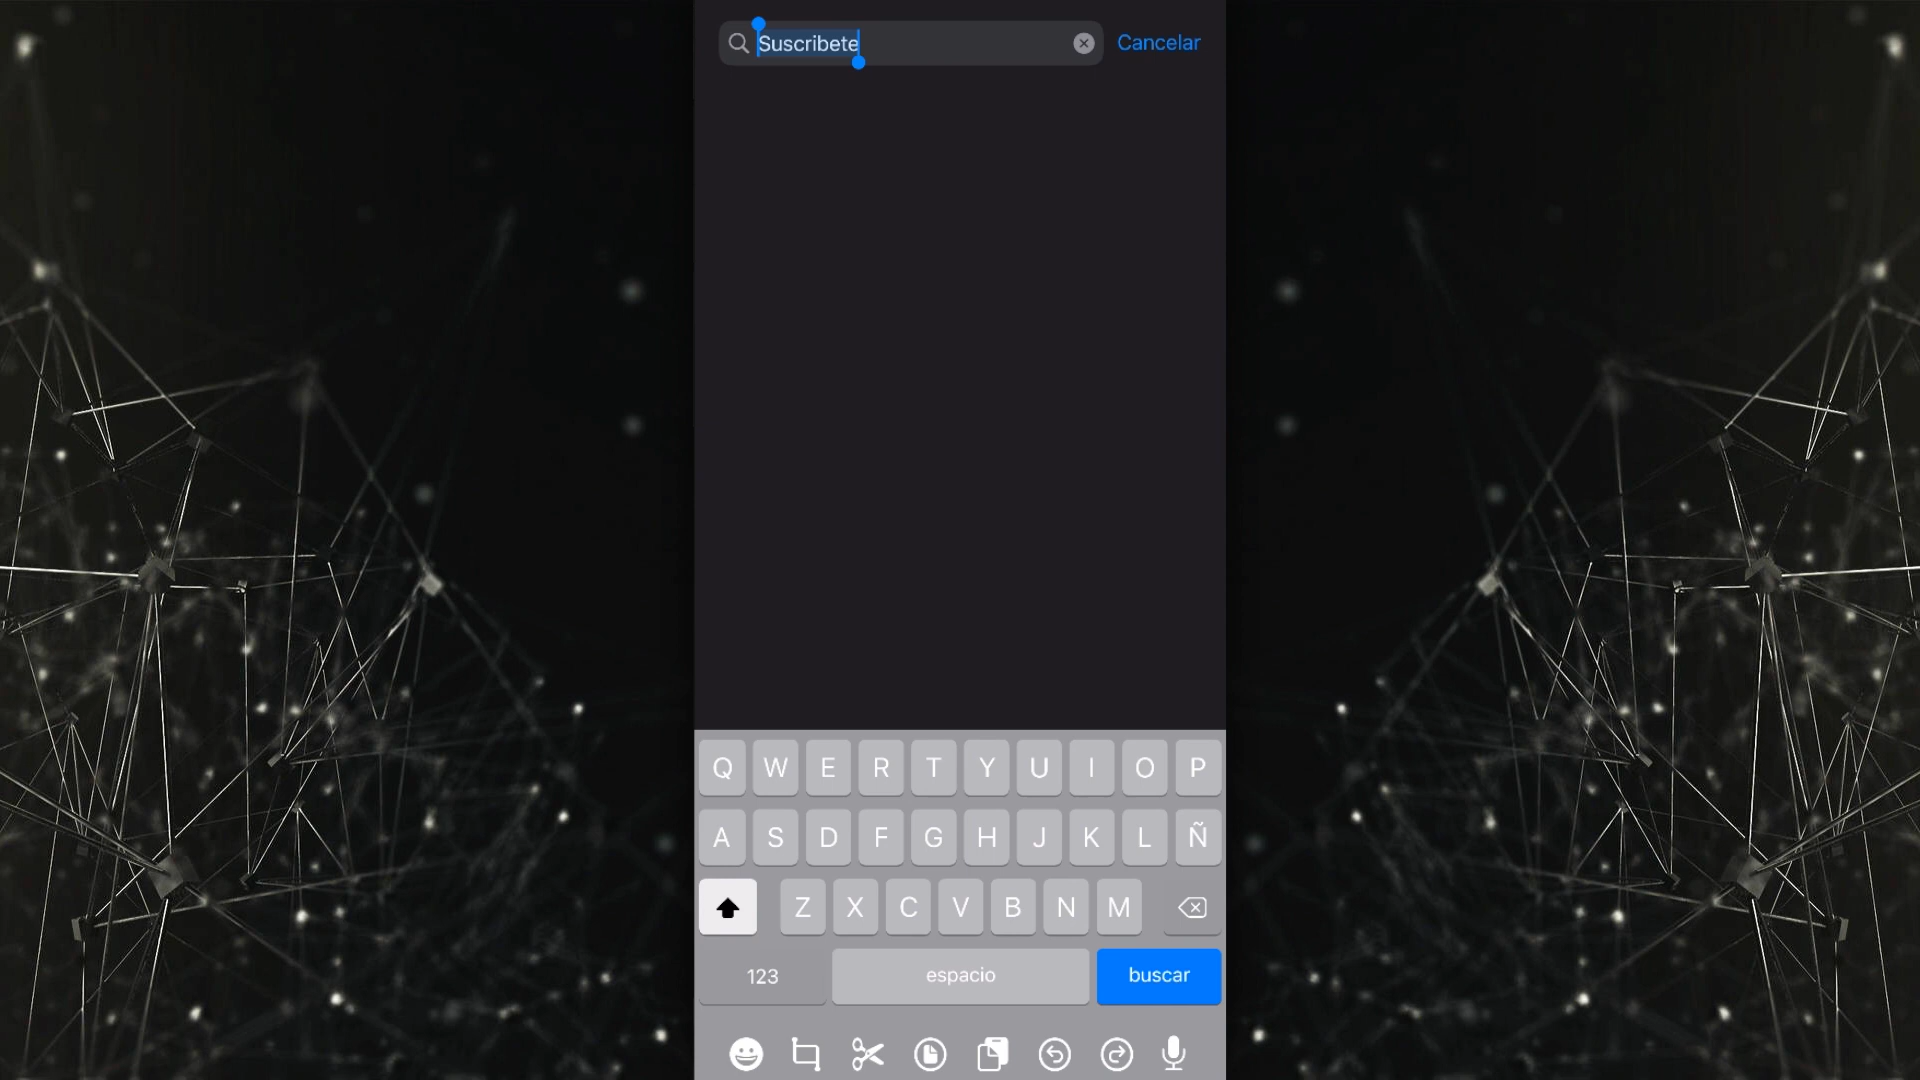 Suscribete
Cancelar
Q W E R T Y U I O P
A S D F G H J K L Ñ
Z X C V B N M
123 espacio buscar